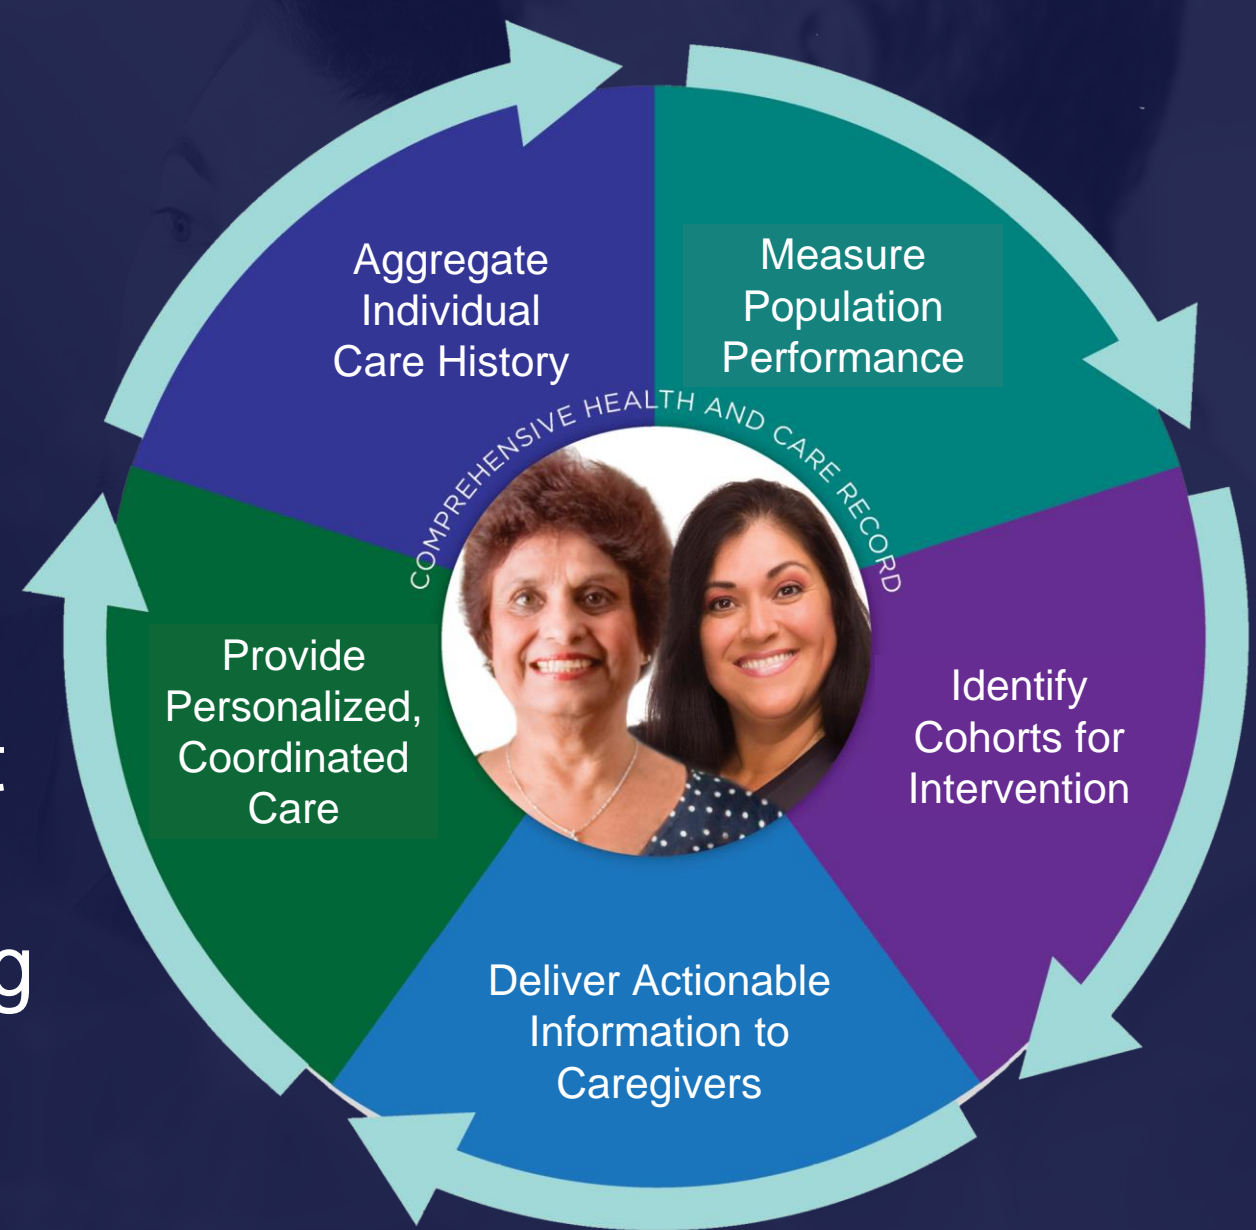 Aggregate
Individual
Care History
Measure
Population
Performance
COMPREHENSIVE HEALTH AND CARE RECORD
Identify
Cohorts for
Intervention
Provide
Personalized,
Coordinated
Care
Deliver Actionable
Information to
Caregivers
t
g